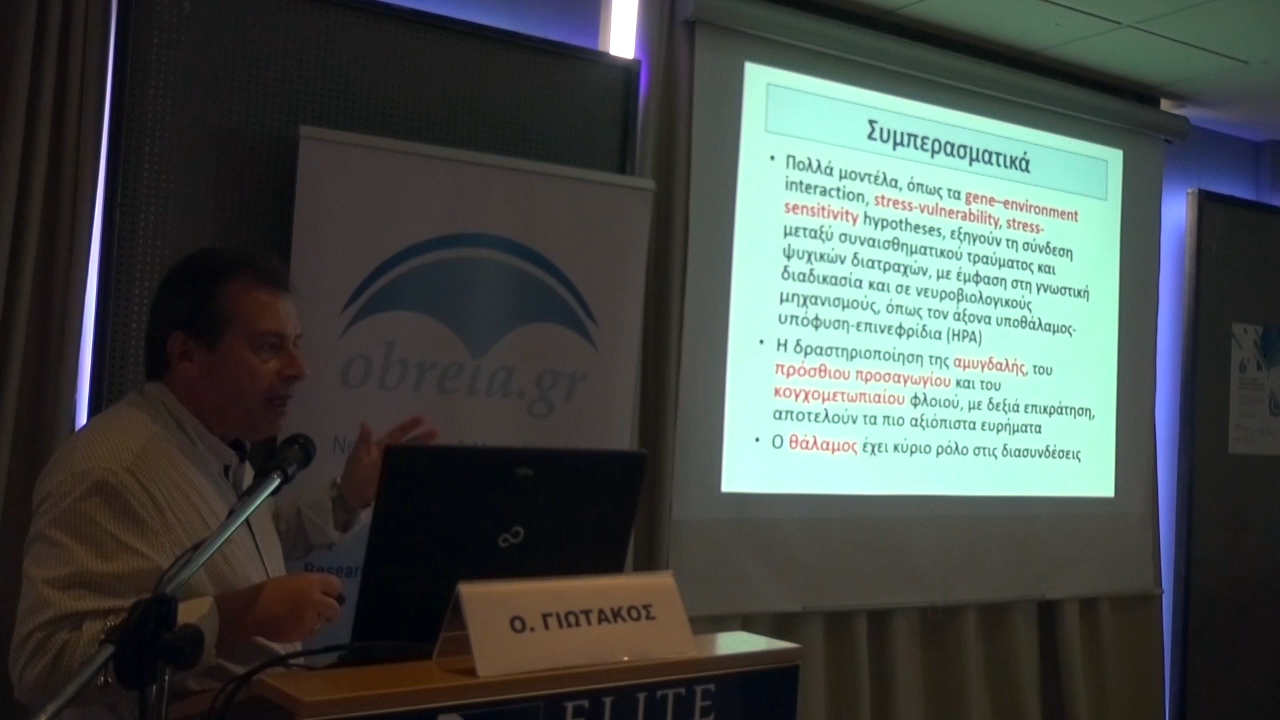 Συμπερασματικά
• Πολλά μοντέλα, όπως τα gene–environment
interaction, stress-vulnerability, stress-
sensitivity hypotheses, εξηγούν τη σύνδεση
μεταξύ συναισθηματικού τραύματος και
ψυχικών διατραχών, με έμφαση στη γνωστική
διαδικασία και σε νευροβιολογικούς
μηχανισμούς, όπως τον άξονα υποθάλαμος-
υπόφυση-επινεφρίδια (HPA)
• Η δραστηριοποίηση της αμυγδαλής, του
πρόσθιου προσαγωγίου και του
κογχομετωπιαίου φλοιού, με δεξιά επικράτηση,
αποτελούν τα πιο αξιόπιστα ευρήματα
• Ο θάλαμος έχει κύριο ρόλο στις διασυνδέσεις
obreia.gr
Ο. ΓΙΩΤΑΚΟΣ
ELITE